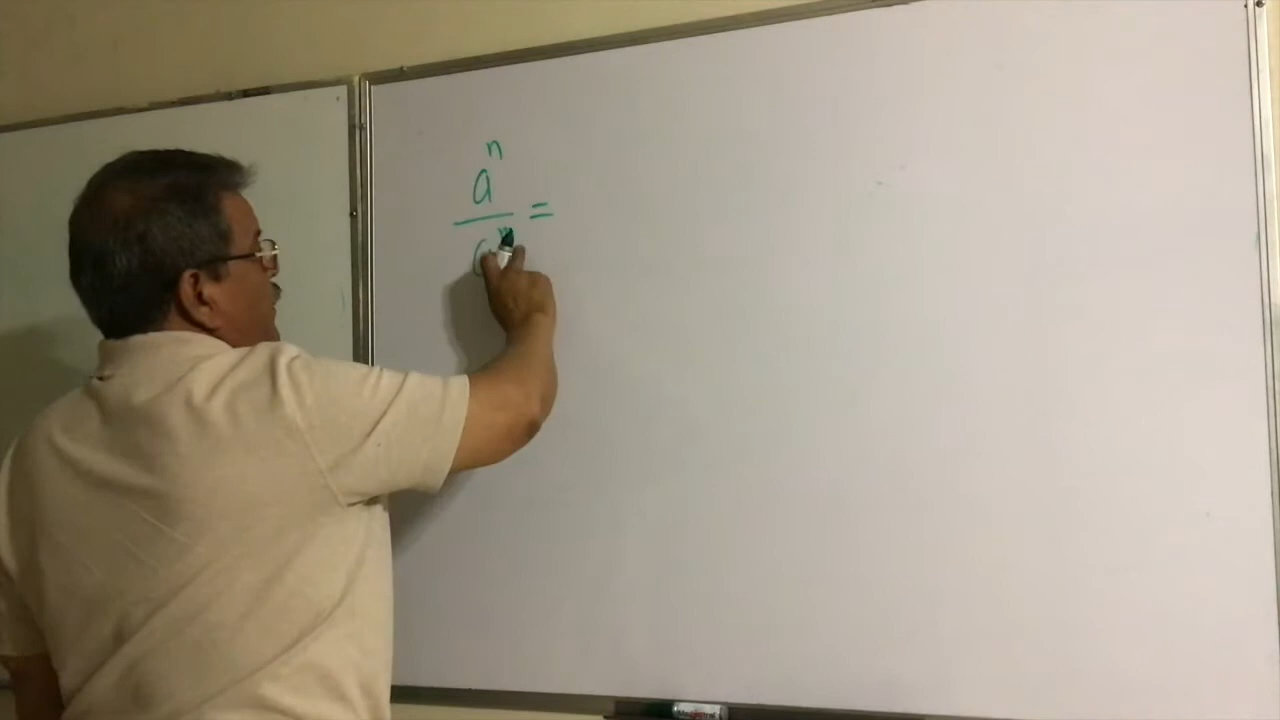 aⁿ
— =
a